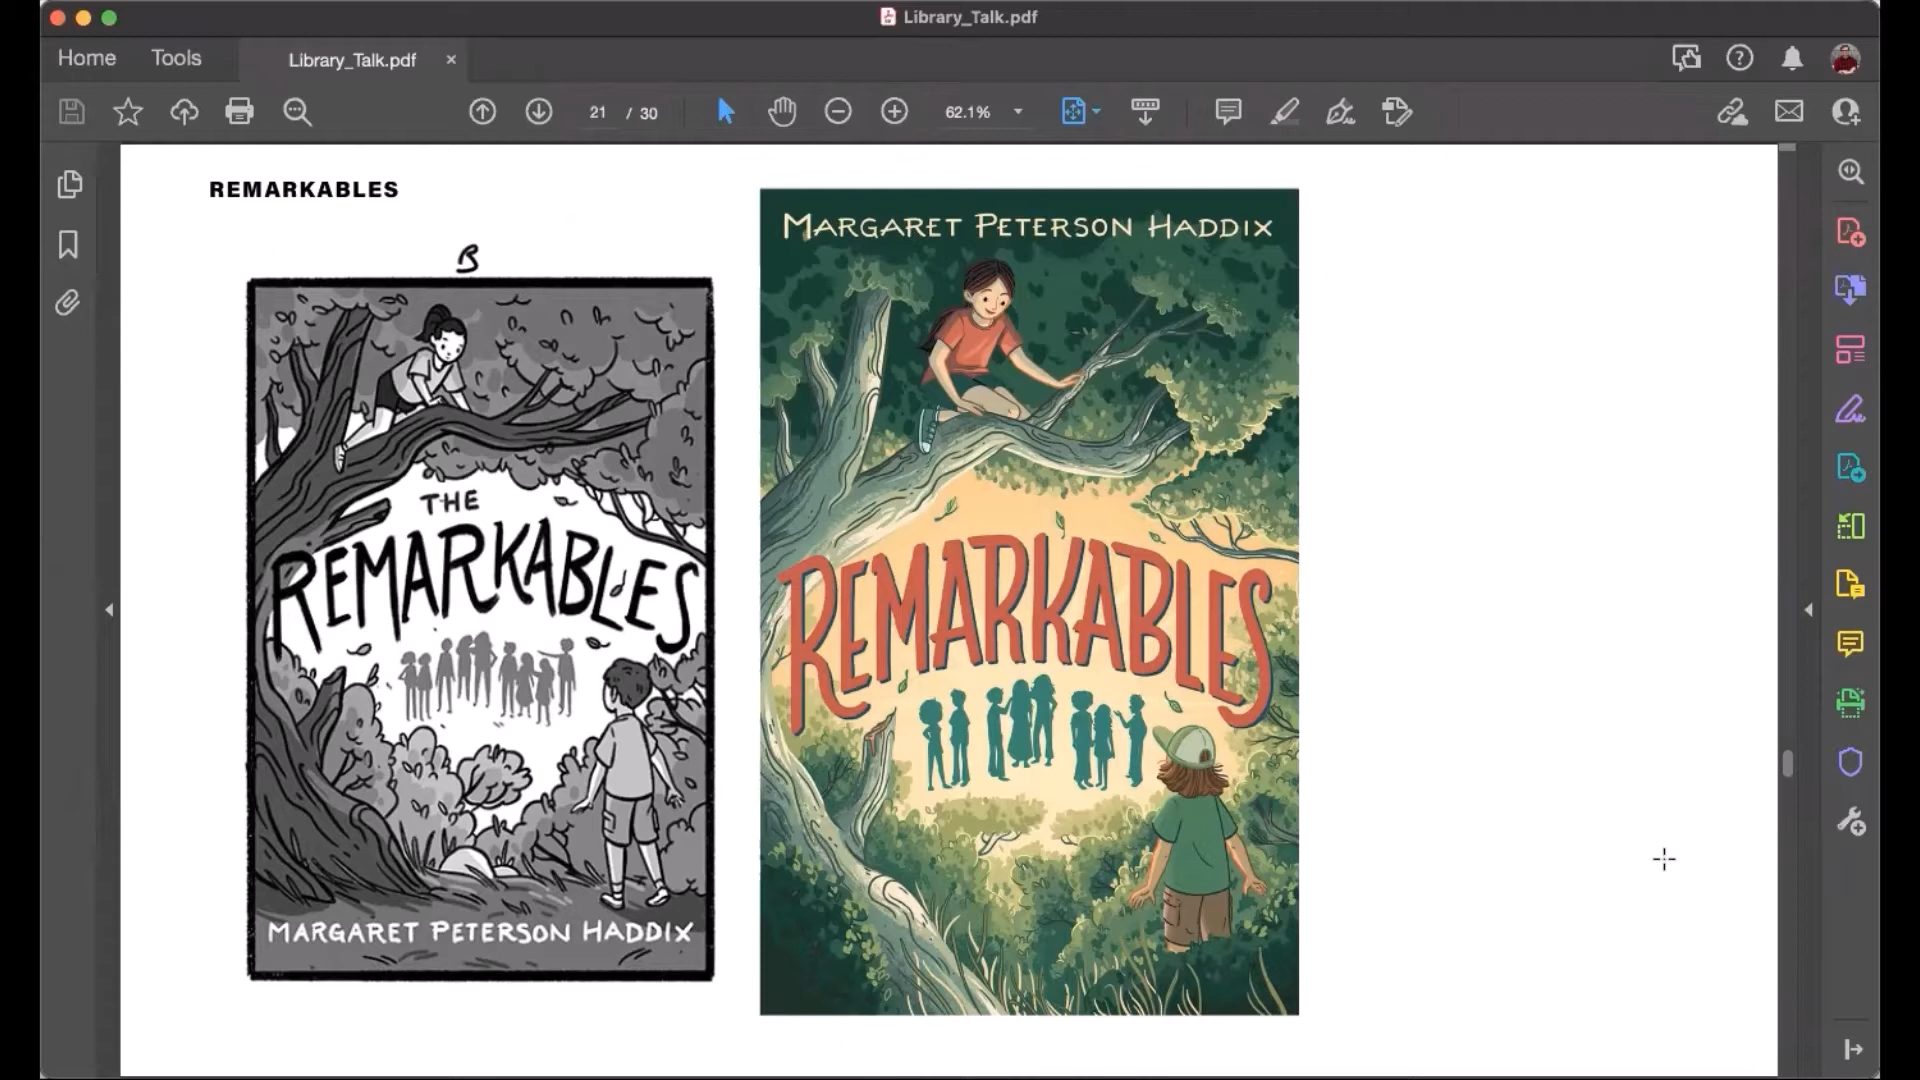 Library_Talk.pdf
Home
Tools
Library_Talk.pdf
21 / 30
62.1%
REMARKABLES
B
THE
REMARKABLES
MARGARET PETERSON HADDIX
MARGARET PETERSON HADDIX
REMARKABLES